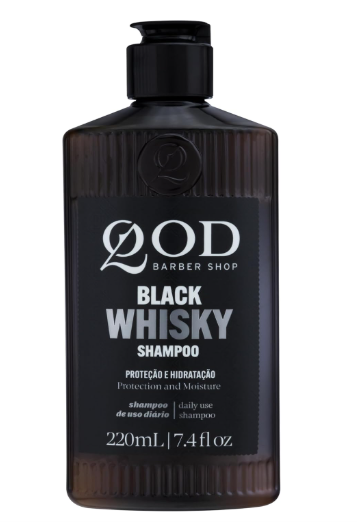 QOD
BARBER SHOP
BLACK
WHISKY
SHAMPOO
PROTEÇÃO E HIDRATAÇÃO
Protection and Moisture
shampoo | daily use
de uso diário | shampoo
220mL | 7.4 fl oz